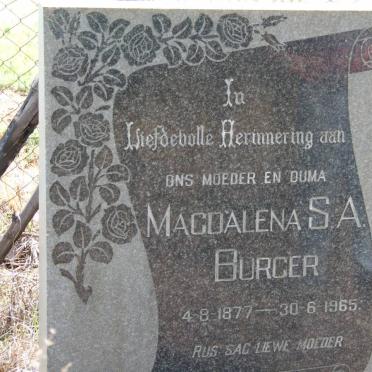 In
Liefdevolle Herinnering aan
ONS MOEDER EN OUMA
MAGDALENA S.A.
BURGER
4-8-1877 — 30-6-1965.
RUS SAG LIEWE MOEDER